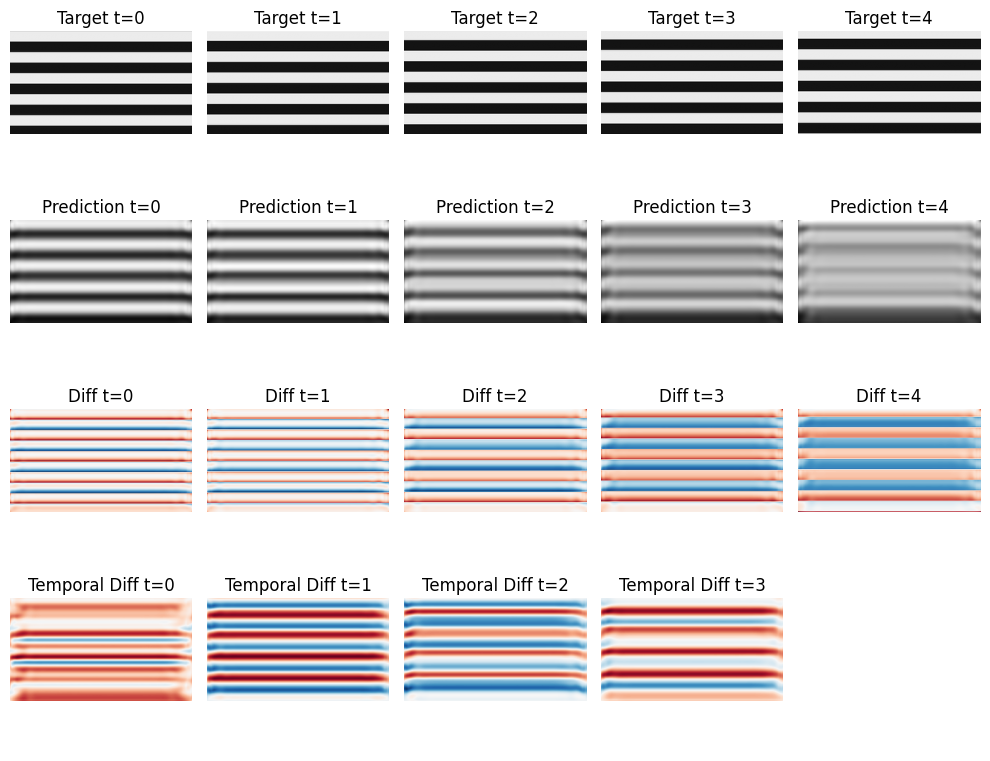 Target t=0 Target t=1 Target t=2 Target t=3 Target t=4
Prediction t=0 Prediction t=1 Prediction t=2 Prediction t=3 Prediction t=4
Diff t=0 Diff t=1 Diff t=2 Diff t=3 Diff t=4
Temporal Diff t=0 Temporal Diff t=1 Temporal Diff t=2 Temporal Diff t=3